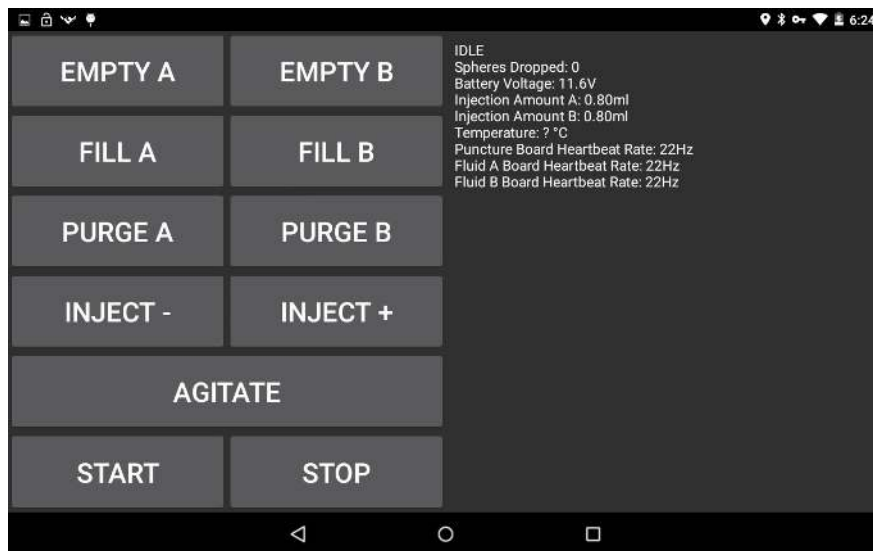 6:24
EMPTY A
EMPTY B
FILL A
FILL B
PURGE A
PURGE B
INJECT -
INJECT +
AGITATE
START
STOP
IDLE
Spheres Dropped: 0
Battery Voltage: 11.6V
Injection Amount A: 0.80ml
Injection Amount B: 0.80ml
Temperature: ? °C
Puncture Board Heartbeat Rate: 22Hz
Fluid A Board Heartbeat Rate: 22Hz
Fluid B Board Heartbeat Rate: 22Hz